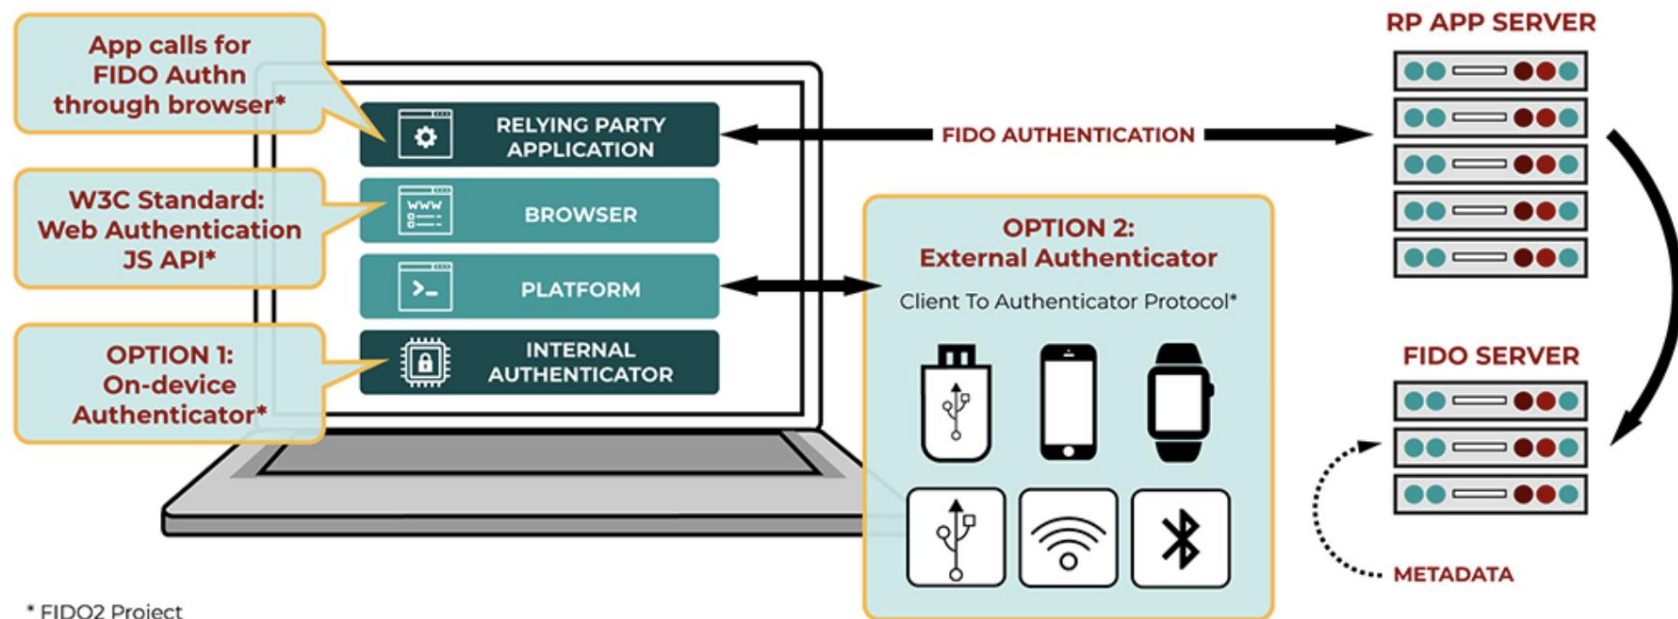 App calls for
FIDO Authn
through browser*
RELYING PARTY
APPLICATION
FIDO AUTHENTICATION
RP APP SERVER
W3C Standard:
Web Authentication
JS API*
WWW
BROWSER
PLATFORM
OPTION 1:
On-device
Authenticator*
INTERNAL
AUTHENTICATOR
OPTION 2:
External Authenticator
Client To Authenticator Protocol*
FIDO SERVER
METADATA
* FIDO2 Project